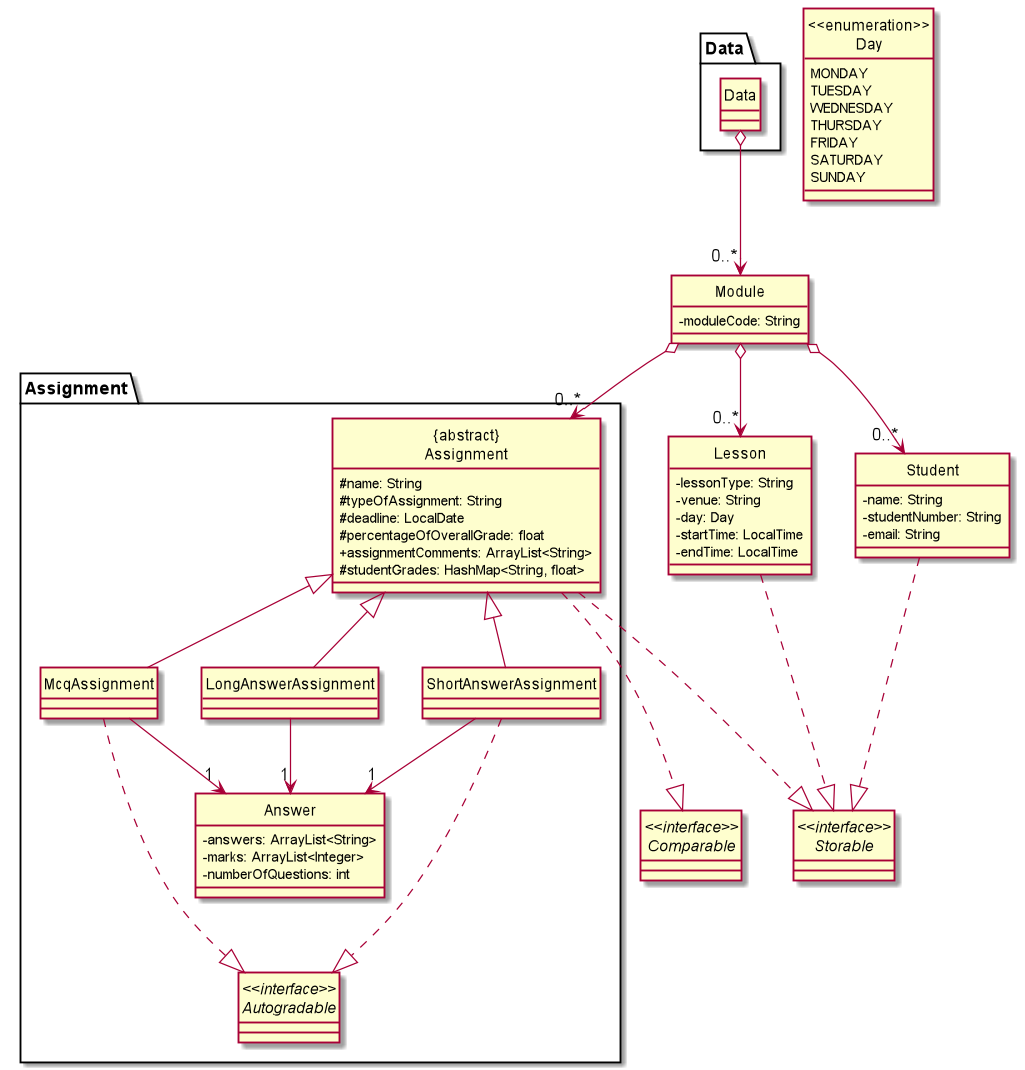 <<enumeration>>
Day
MONDAY
TUESDAY
WEDNESDAY
THURSDAY
FRIDAY
SATURDAY
SUNDAY
Data
Data
0..*
Module
-moduleCode: String
0..*
0..*
0..*
Assignment
{abstract}
Assignment
#name: String
#typeOfAssignment: String
#deadline: LocalDate
#percentageOfOverallGrade: float
+assignmentComments: ArrayList<String>
#studentGrades: HashMap<String, float>
Lesson
-lessonType: String
-venue: String
-day: Day
-startTime: LocalTime
-endTime: LocalTime
Student
-name: String
-studentNumber: String
-email: String
McqAssignment
LongAnswerAssignment
ShortAnswerAssignment
1
1
1
Answer
-answers: ArrayList<String>
-marks: ArrayList<Integer>
-numberOfQuestions: int
<<interface>>
Comparable
<<interface>>
Storable
<<interface>>
Autogradable